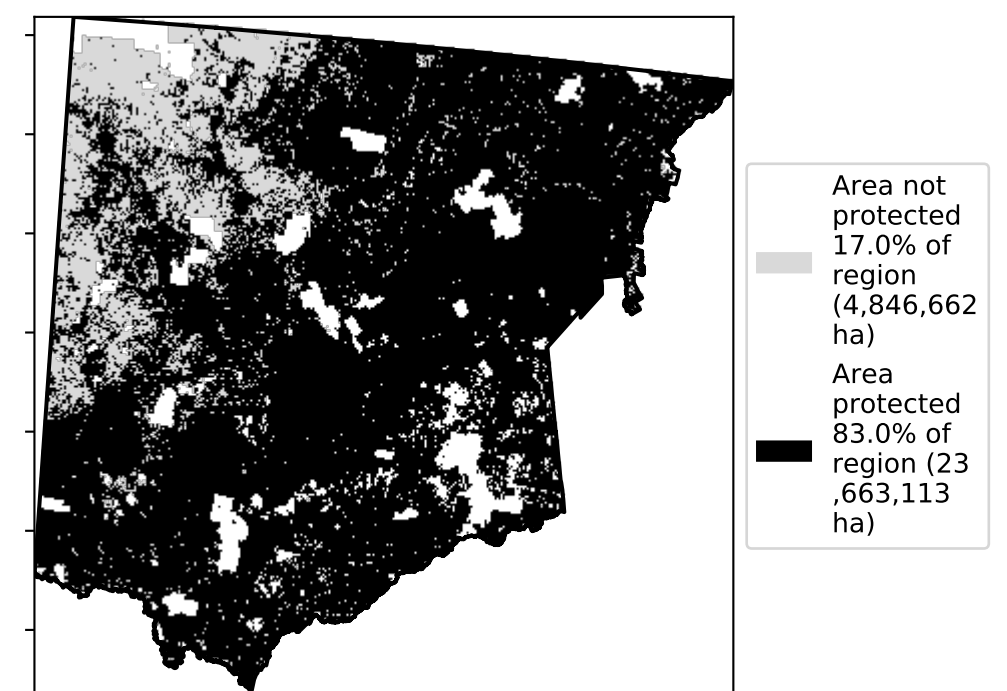 Area not
protected
17.0% of
region
(4,846,662
ha)
Area
protected
83.0% of
region (23
,663,113
ha)